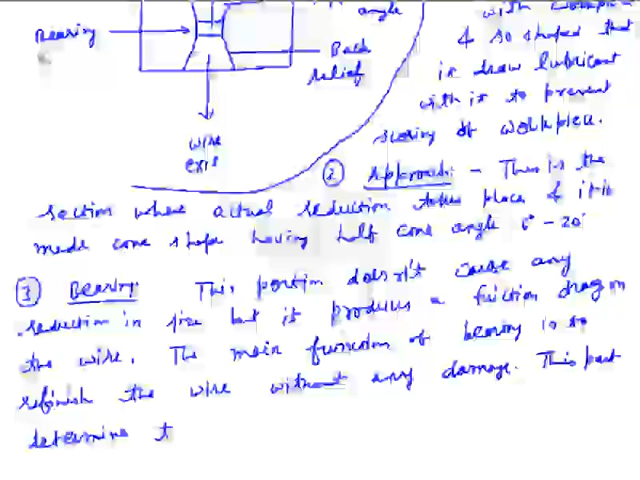 angle
Bearing
Back
relief
wire
exit
with workpiece
& so shaped that
it draw lubricant
with it to prevent
scoring of workpiece.
② Approach: - This is the
section where actual reduction takes place & it is
made cone shape having half cone angle 6° - 20°
③ Bearing: This portion doesn't cause any
reduction in size but it produces a friction drag on
the wire. The main function of bearing is to
refinish the wire without any damage. This part
determine t